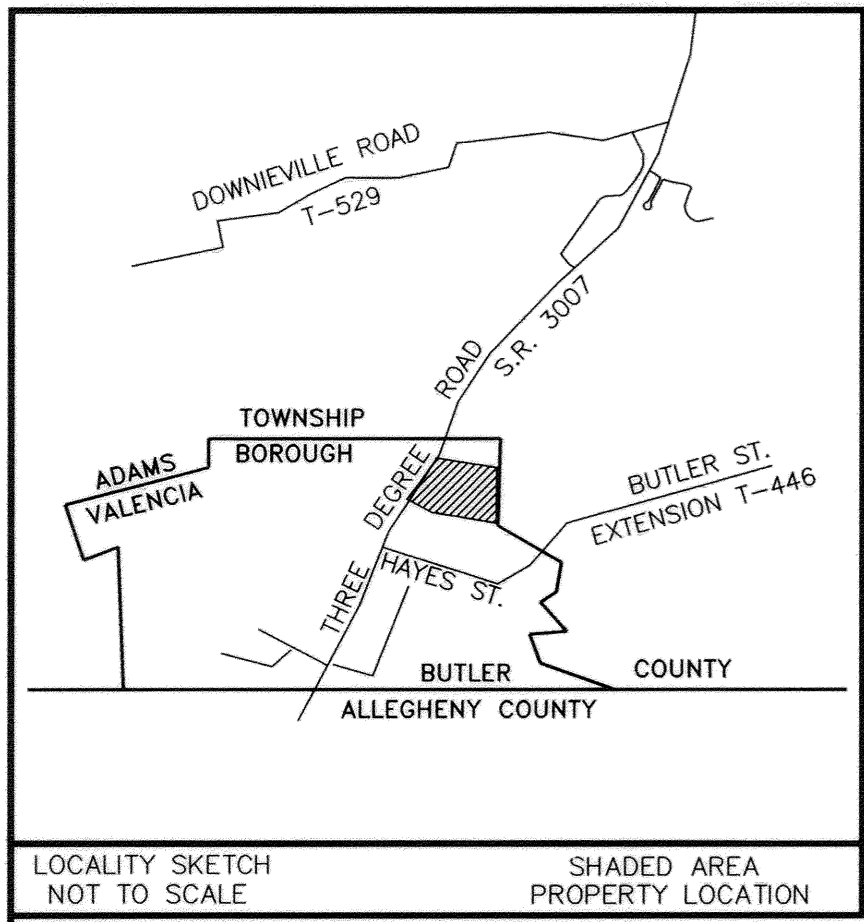 DOWNIEVILLE ROAD
T-529
THREE DEGREE ROAD
S.R. 3007
ADAMS TOWNSHIP
VALENCIA BOROUGH
BUTLER ST.
EXTENSION T-446
HAYES ST.
BUTLER COUNTY
ALLEGHENY COUNTY
LOCALITY SKETCH
NOT TO SCALE
SHADED AREA
PROPERTY LOCATION